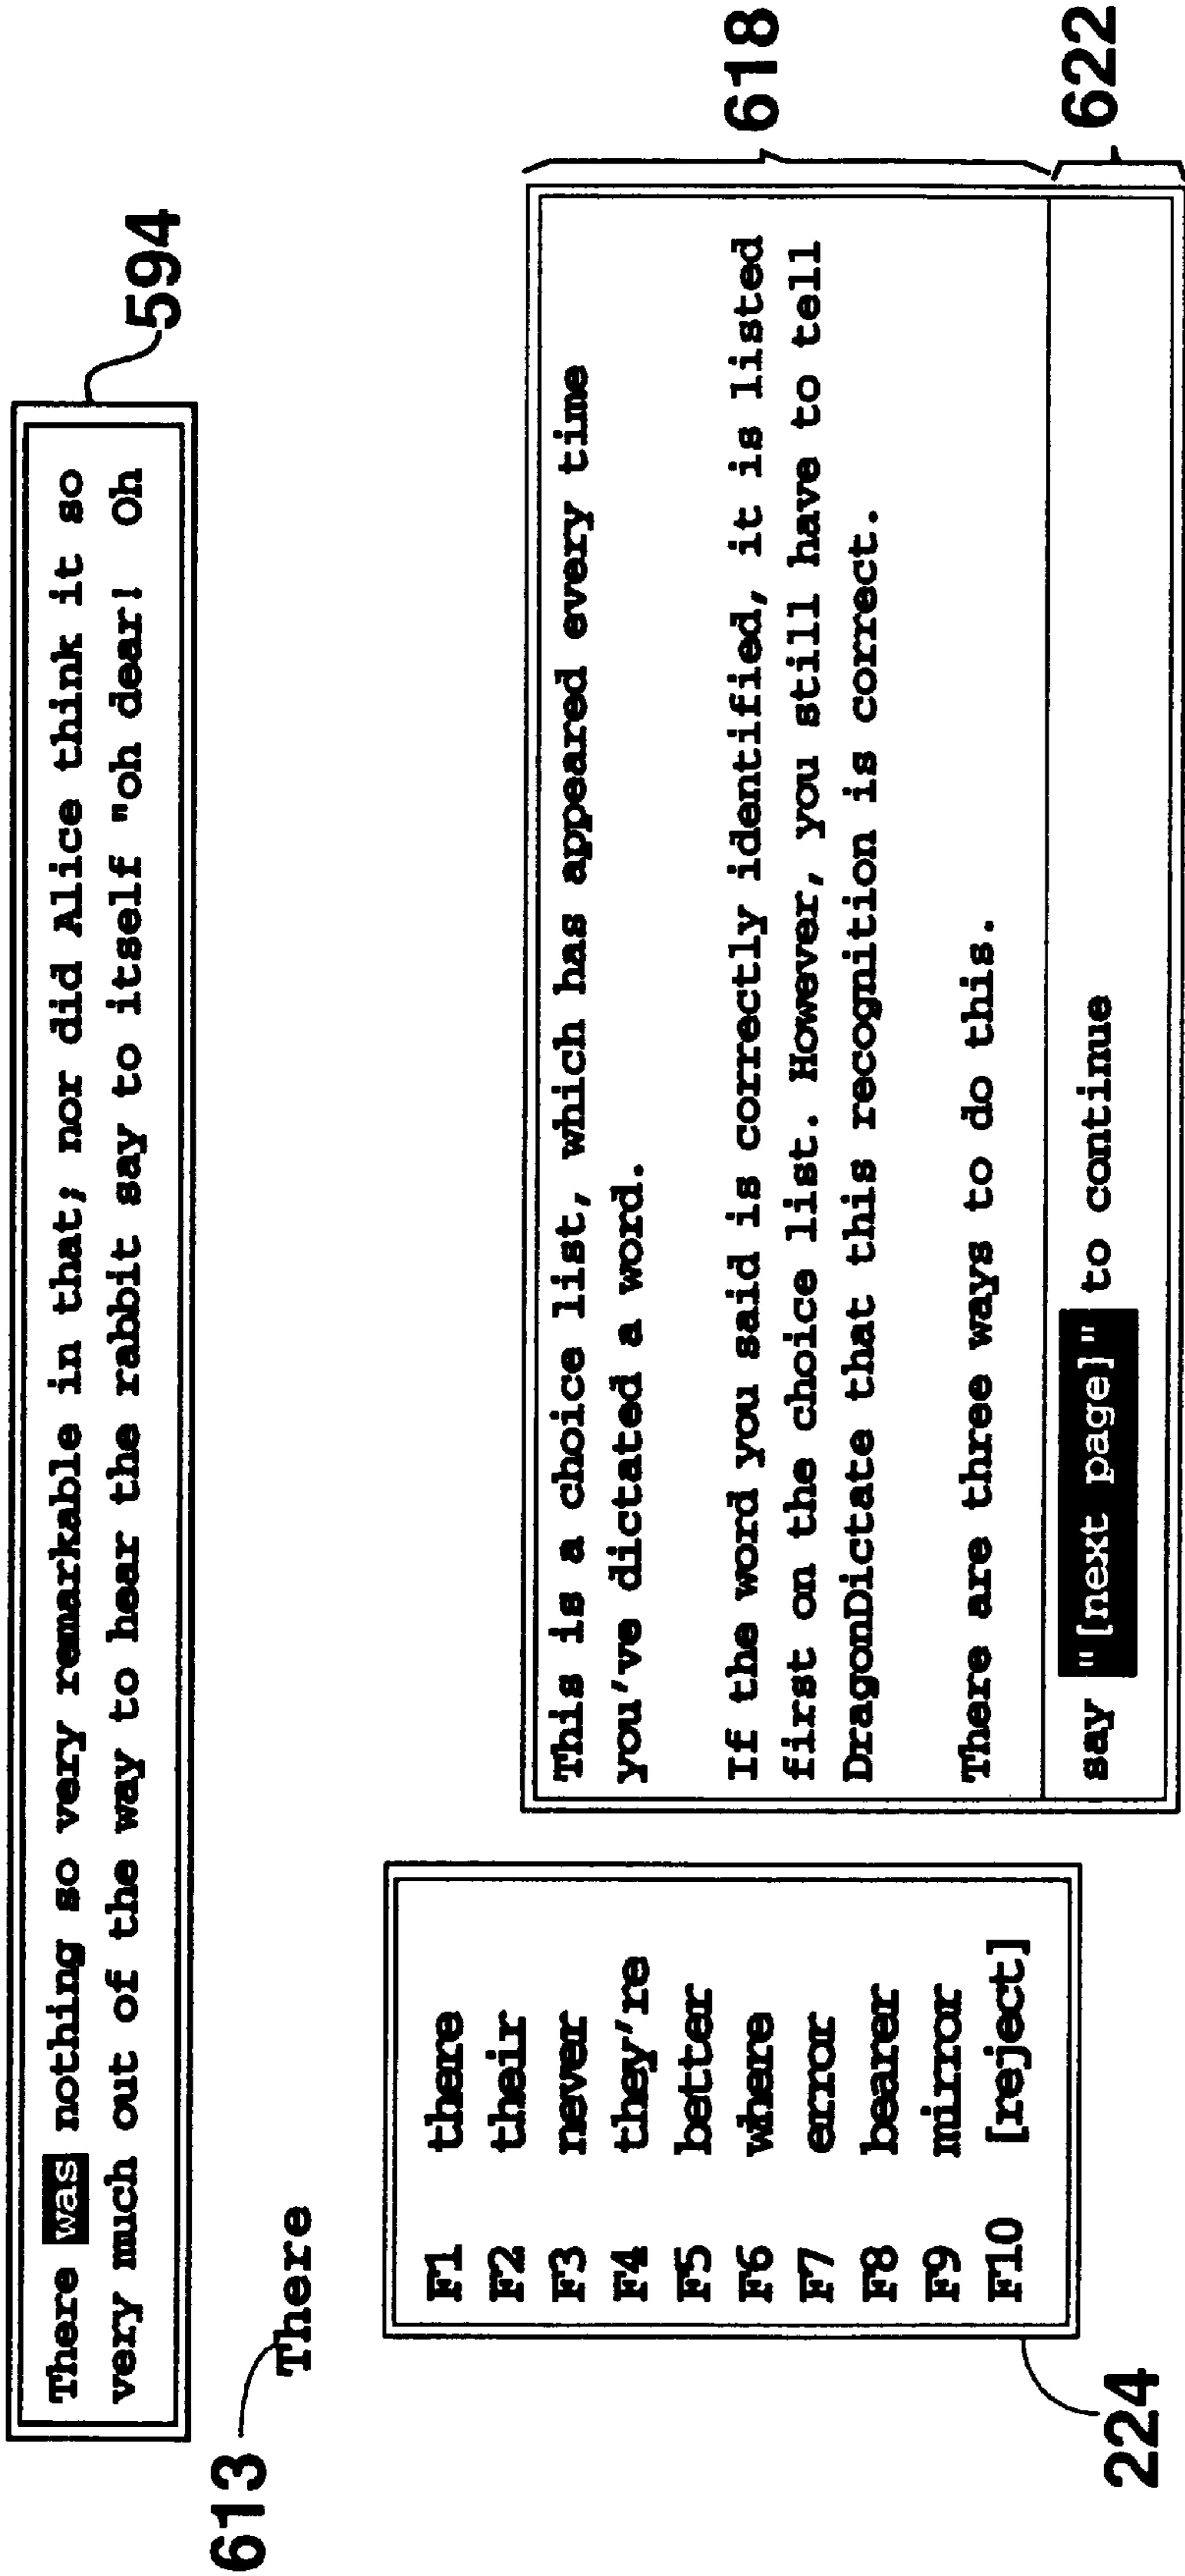 There was nothing so very remarkable in that; nor did Alice think it so
very much out of the way to hear the rabbit say to itself "oh dear! Oh
594
613
There
F1 there
F2 their
F3 never
F4 they're
F5 better
F6 where
F7 error
F8 bearer
F9 mirror
F10 [reject]
224
This is a choice list, which has appeared every time
you've dictated a word.
If the word you said is correctly identified, it is listed
first on the choice list. However, you still have to tell
DragonDictate that this recognition is correct.
There are three ways to do this.
618
say "[next page]" to continue
622